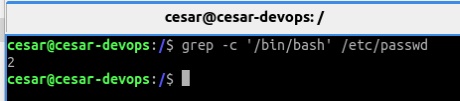 cesar@cesar-devops: /
cesar@cesar-devops:/$ grep -c '/bin/bash' /etc/passwd
2
cesar@cesar-devops:/$